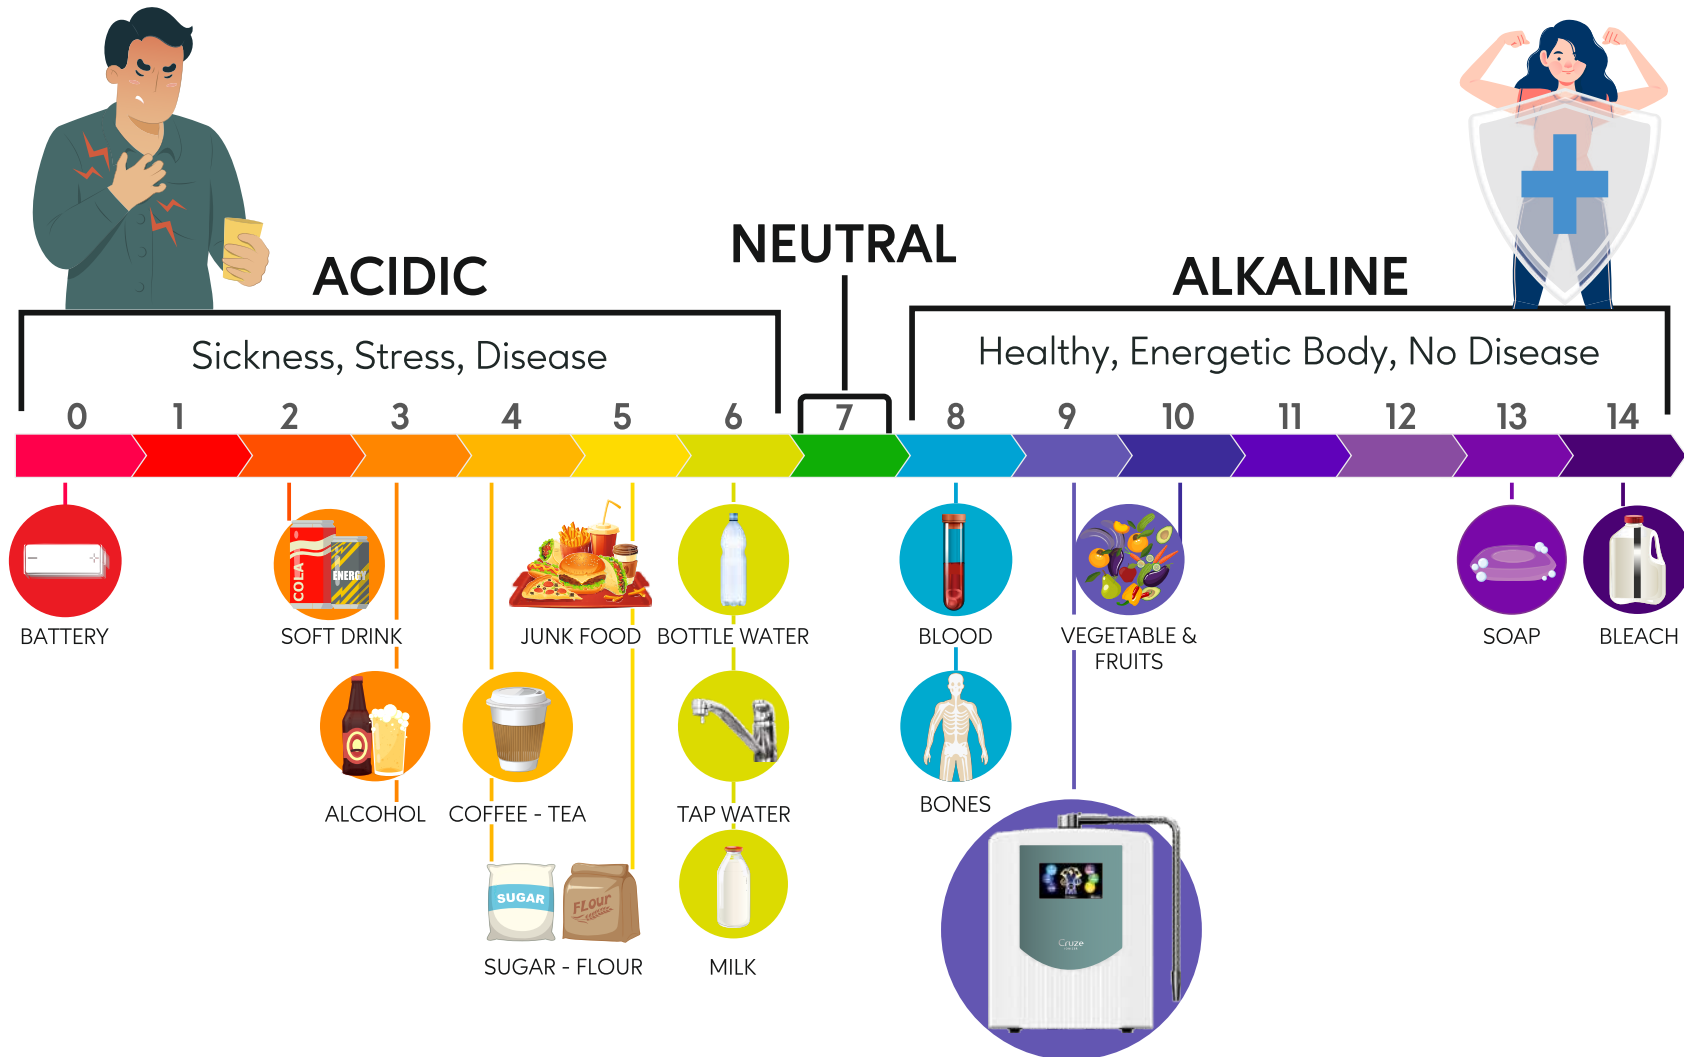 NEUTRAL
ACIDIC
ALKALINE
Sickness, Stress, Disease
Healthy, Energetic Body, No Disease
0 1 2 3 4 5 6 7 8 9 10 11 12 13 14
COLA
ENERGY
BATTERY
SOFT DRINK
JUNK FOOD
BOTTLE WATER
BLOOD
VEGETABLE &
FRUITS
SOAP
BLEACH
ALCOHOL
COFFEE - TEA
TAP WATER
BONES
SUGAR
FLOUR
SUGAR - FLOUR
MILK
Cruze